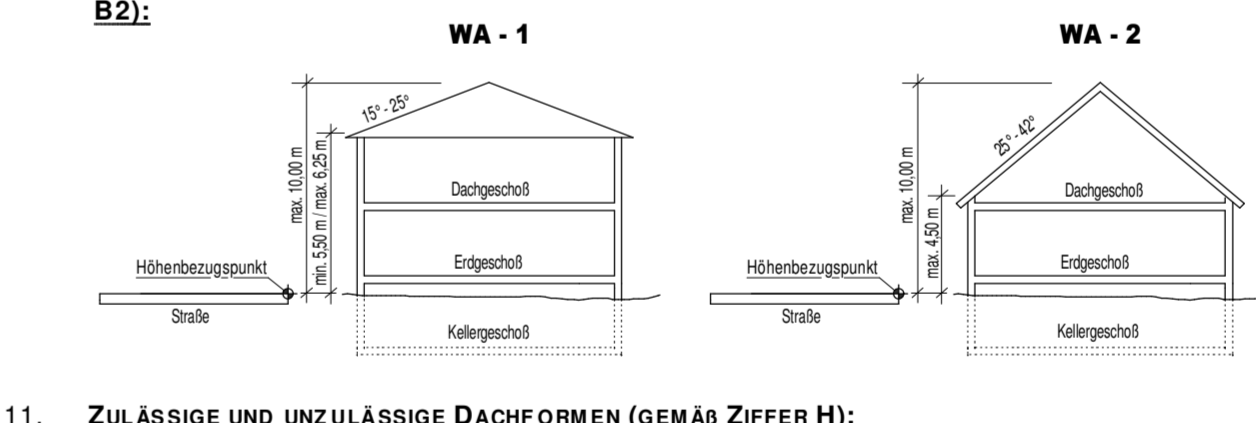 B2):
WA - 1
15° - 25°
max. 10,00 m
min. 5,50 m / max. 6,25 m
Dachgeschoß
Erdgeschoß
Höhenbezugspunkt
Straße
Kellergeschoß
WA - 2
25° - 42°
max. 10,00 m
max. 4,50 m
Dachgeschoß
Erdgeschoß
Höhenbezugspunkt
Straße
Kellergeschoß
11. ZULÄSSIGE UND UNZULÄSSIGE DACHFORMEN (GEMÄß ZIFFER H):